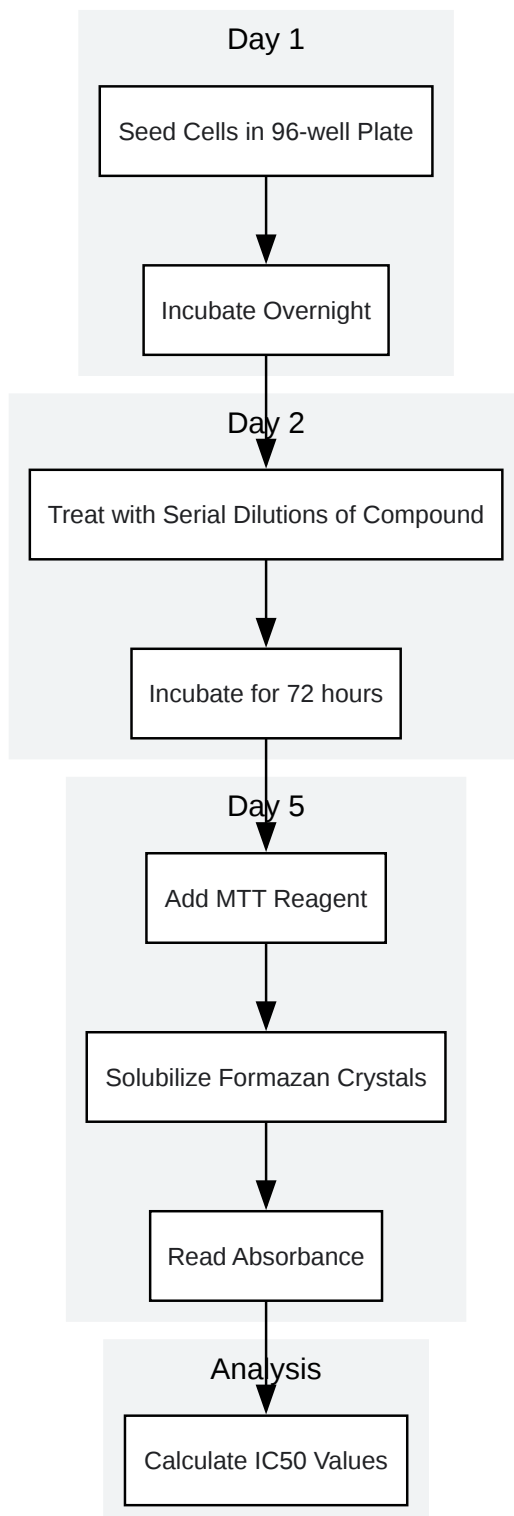 Day 1
Seed Cells in 96-well Plate
Incubate Overnight
Day 2
Treat with Serial Dilutions of Compound
Incubate for 72 hours
Day 5
Add MTT Reagent
Solubilize Formazan Crystals
Read Absorbance
Analysis
Calculate IC50 Values